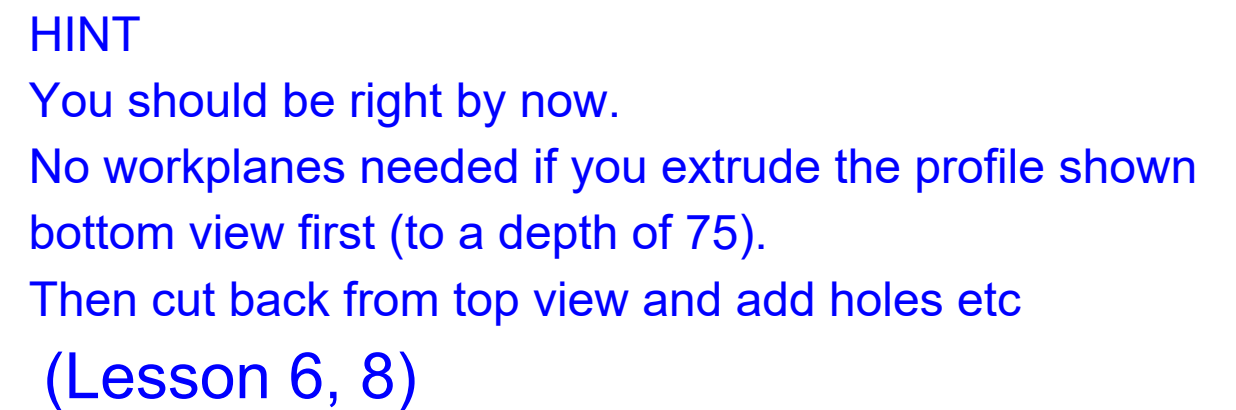 HINT
You should be right by now.
No workplanes needed if you extrude the profile shown
bottom view first (to a depth of 75).
Then cut back from top view and add holes etc
(Lesson 6, 8)